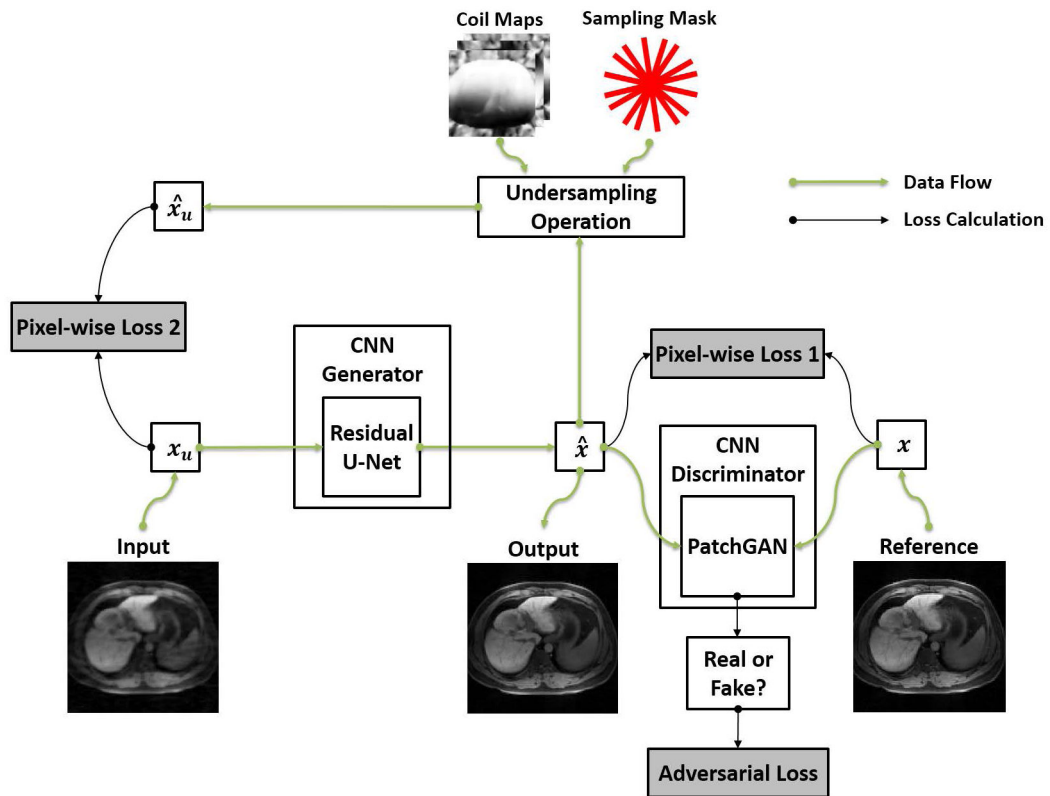 Coil Maps
Sampling Mask
Undersampling
Operation
Data Flow
Loss Calculation
x̂ᵤ
Pixel-wise Loss 2
CNN
Generator
Residual
U-Net
Pixel-wise Loss 1
xᵤ
x̂
CNN
Discriminator
PatchGAN
x
Input
Output
Reference
Real or
Fake?
Adversarial Loss